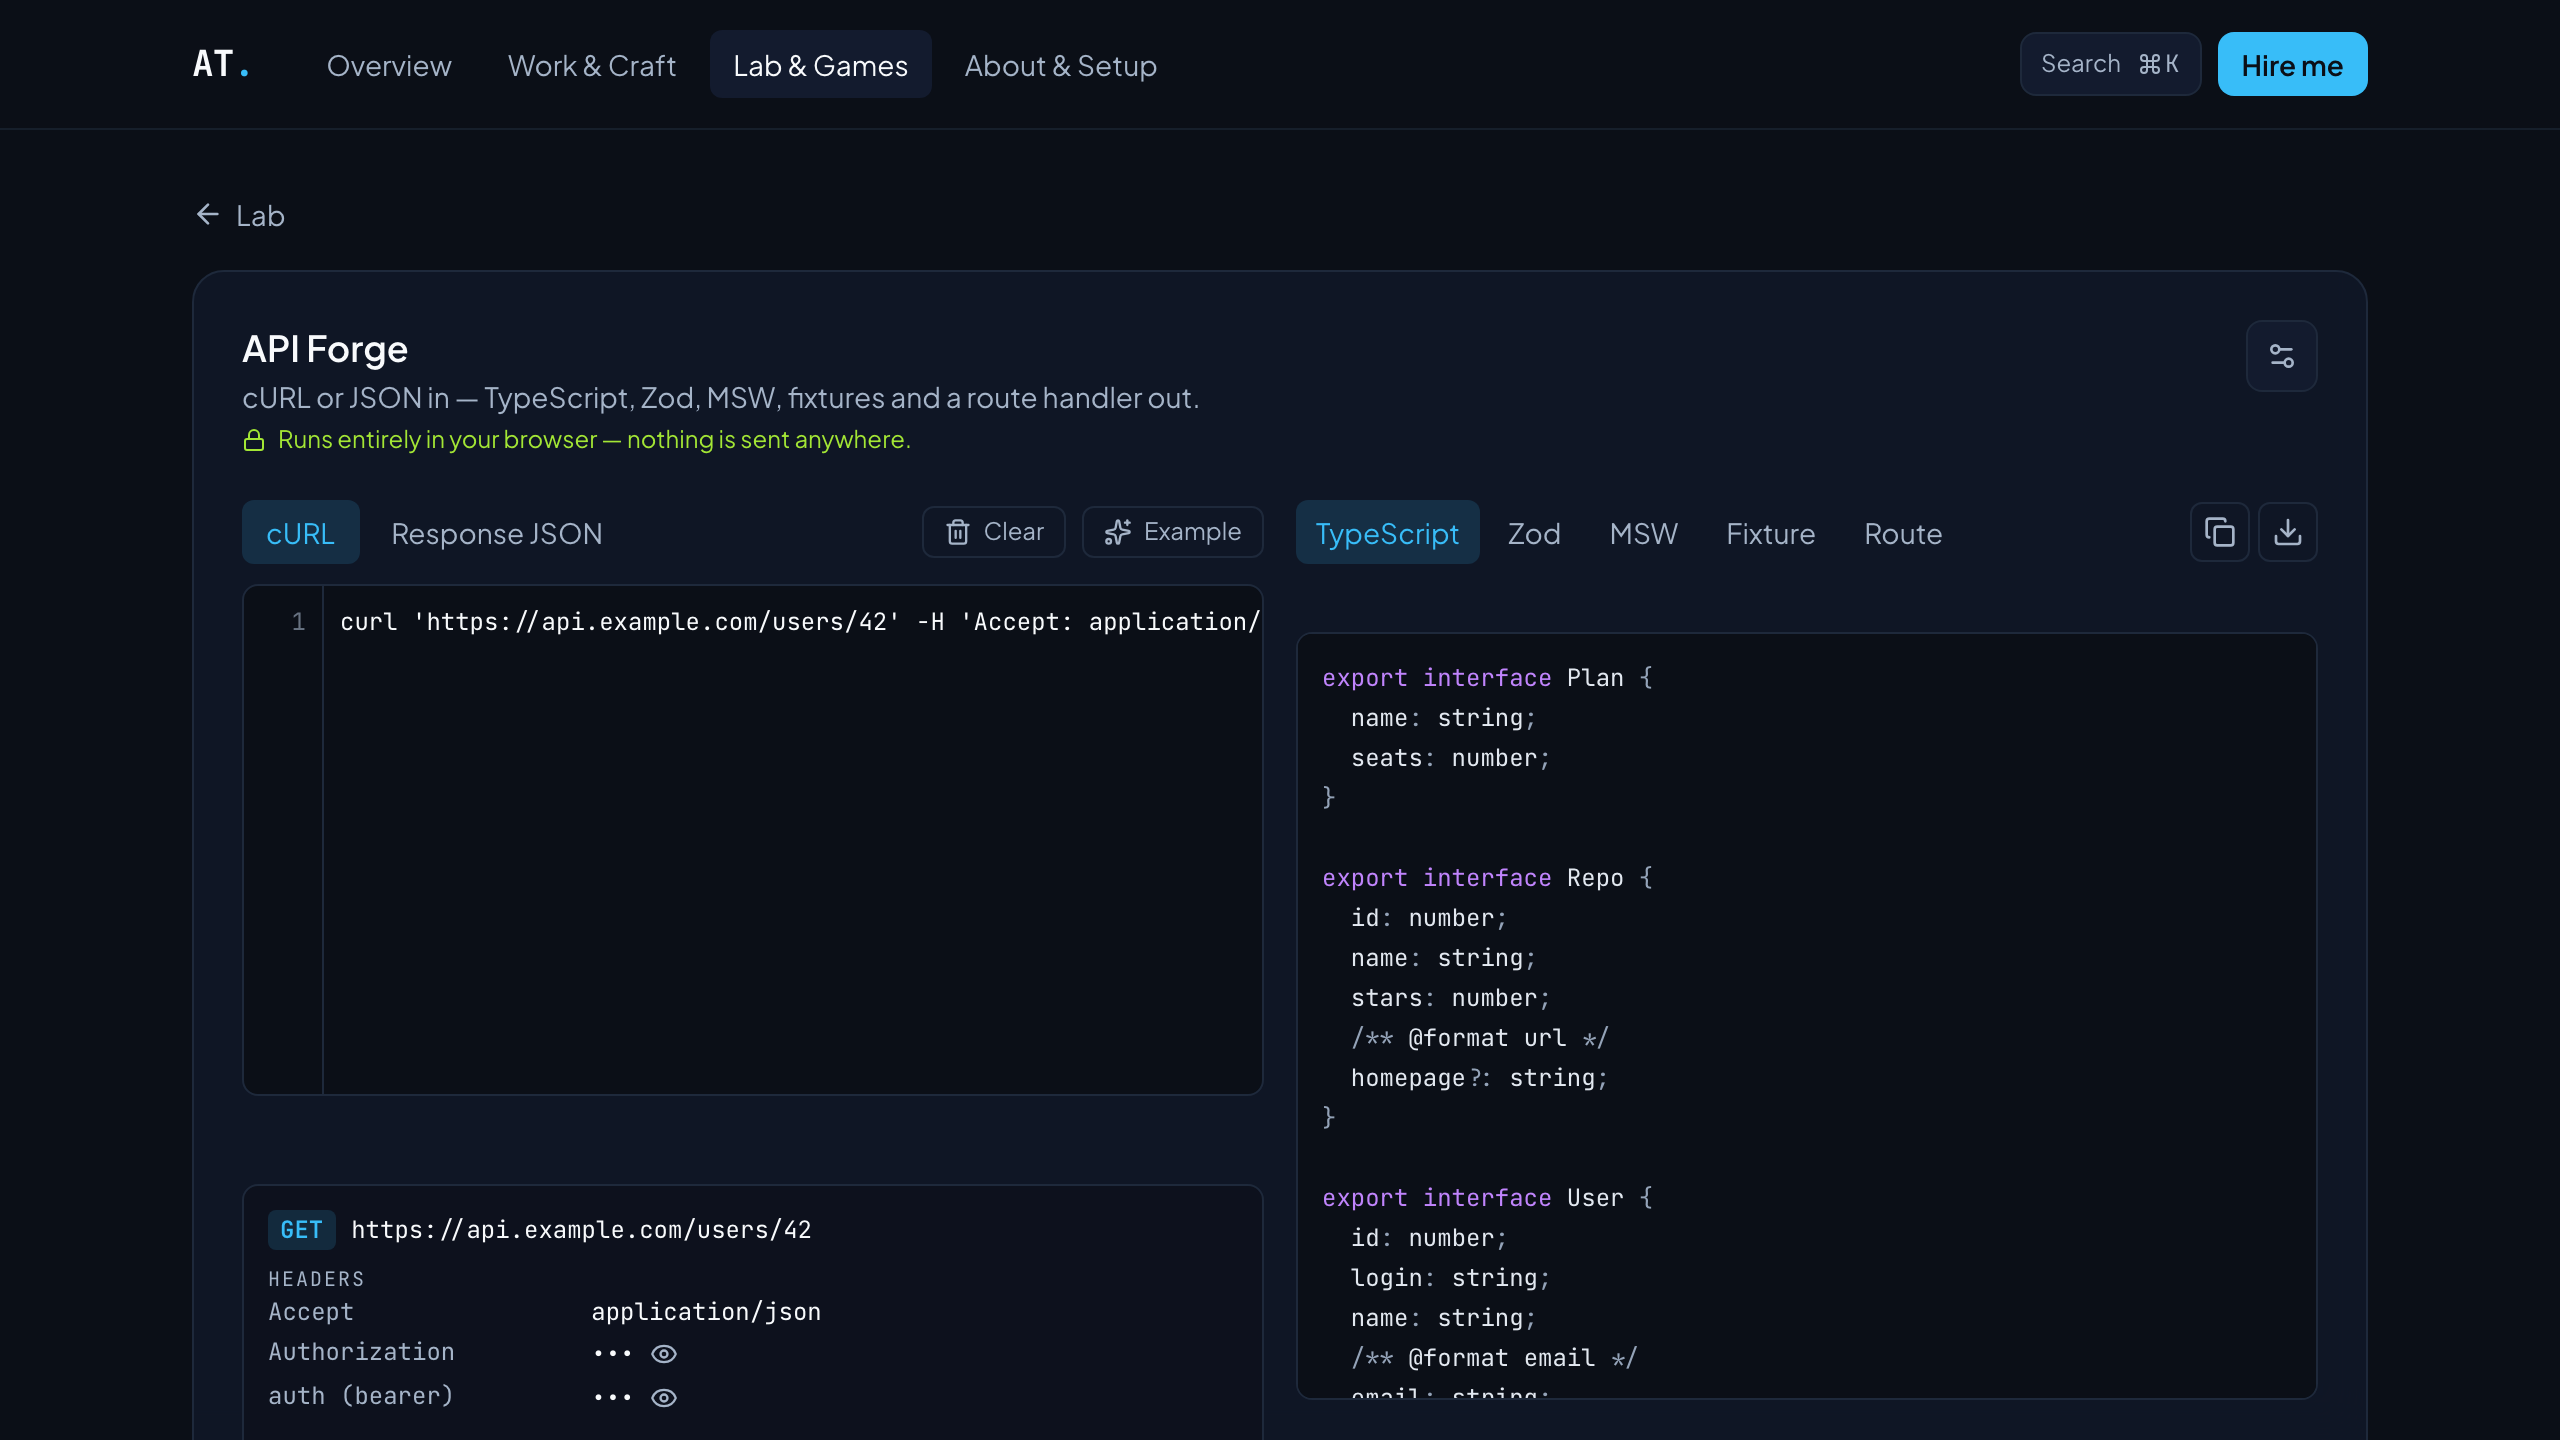 AT.
Overview
Work & Craft
Lab & Games
About & Setup
Search ⌘K
Hire me
Lab
API Forge
cURL or JSON in — TypeScript, Zod, MSW, fixtures and a route handler out.
Runs entirely in your browser — nothing is sent anywhere.
cURL
Response JSON
Clear
Example
1 curl 'https://api.example.com/users/42' -H 'Accept: application/
GET https://api.example.com/users/42
HEADERS
Accept application/json
Authorization •••
auth (bearer) •••
TypeScript
Zod
MSW
Fixture
Route
export interface Plan {
  name: string;
  seats: number;
}
export interface Repo {
  id: number;
  name: string;
  stars: number;
  /** @format url */
  homepage?: string;
}
export interface User {
  id: number;
  login: string;
  name: string;
  /** @format email */
  email: string;